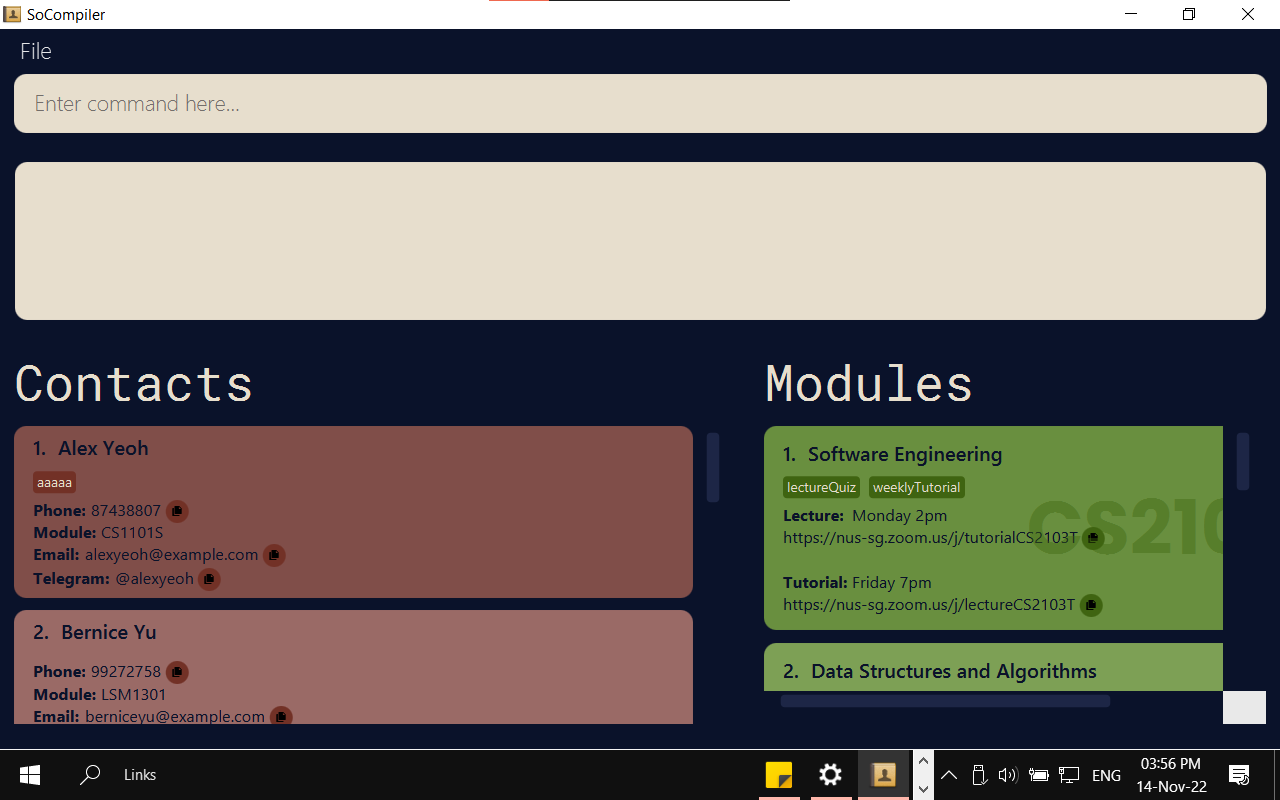 SoCompiler
File
Enter command here...
Contacts
1. Alex Yeoh
aaaaa
Phone: 87438807
Module: CS1101S
Email: alexyeoh@example.com
Telegram: @alexyeoh
2. Bernice Yu
Phone: 99272758
Module: LSM1301
Email: berniceyu@example.com
Modules
1. Software Engineering
lectureQuiz weeklyTutorial
CS210
Lecture: Monday 2pm
https://nus-sg.zoom.us/j/tutorialCS2103T
Tutorial: Friday 7pm
https://nus-sg.zoom.us/j/lectureCS2103T
2. Data Structures and Algorithms
Links
ENG
03:56 PM
14-Nov-22